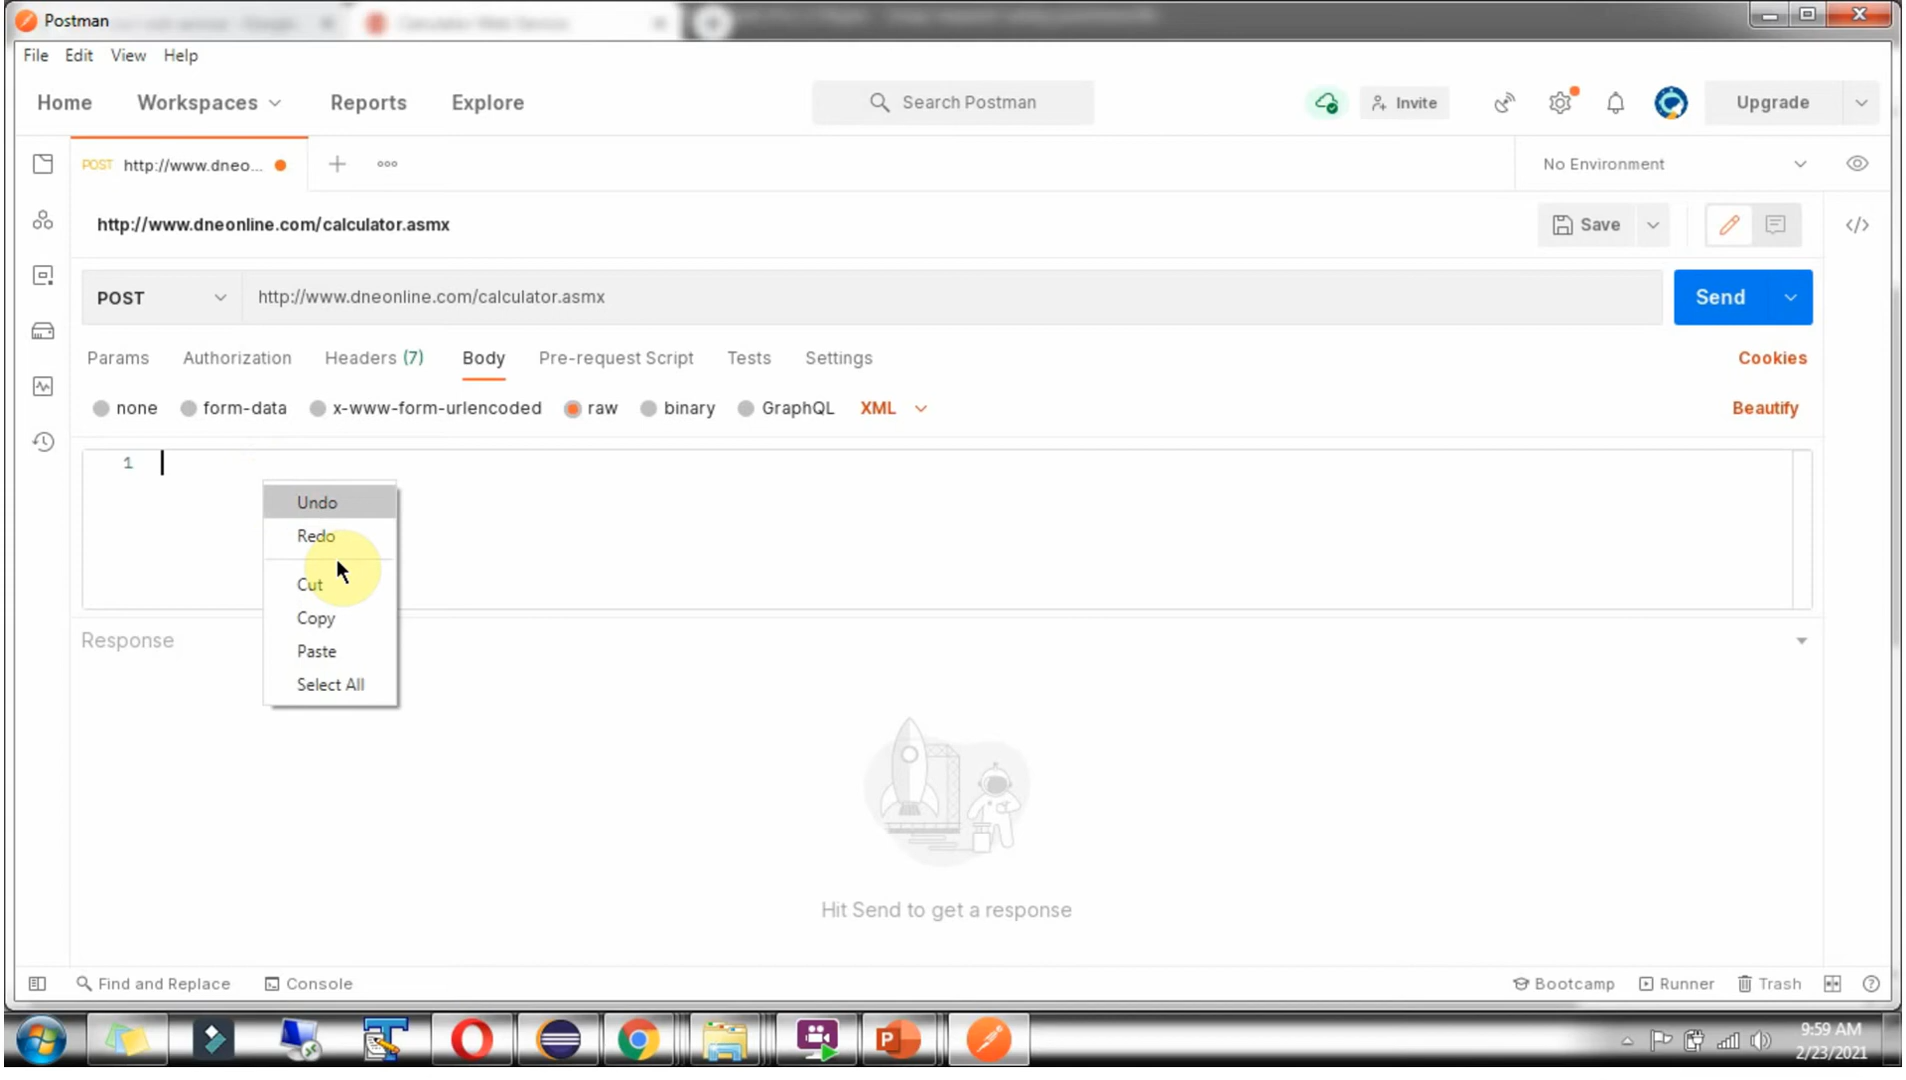 Postman
File Edit View Help
Home Workspaces Reports Explore Search Postman Invite Upgrade
POST http://www.dneo... No Environment
http://www.dneonline.com/calculator.asmx Save
POST http://www.dneonline.com/calculator.asmx Send
Params Authorization Headers (7) Body Pre-request Script Tests Settings Cookies
none form-data x-www-form-urlencoded raw binary GraphQL XML Beautify
1
Undo
Redo
Cut
Copy
Paste
Select All
Response
Hit Send to get a response
Find and Replace Console Bootcamp Runner Trash
9:59 AM
2/23/2021